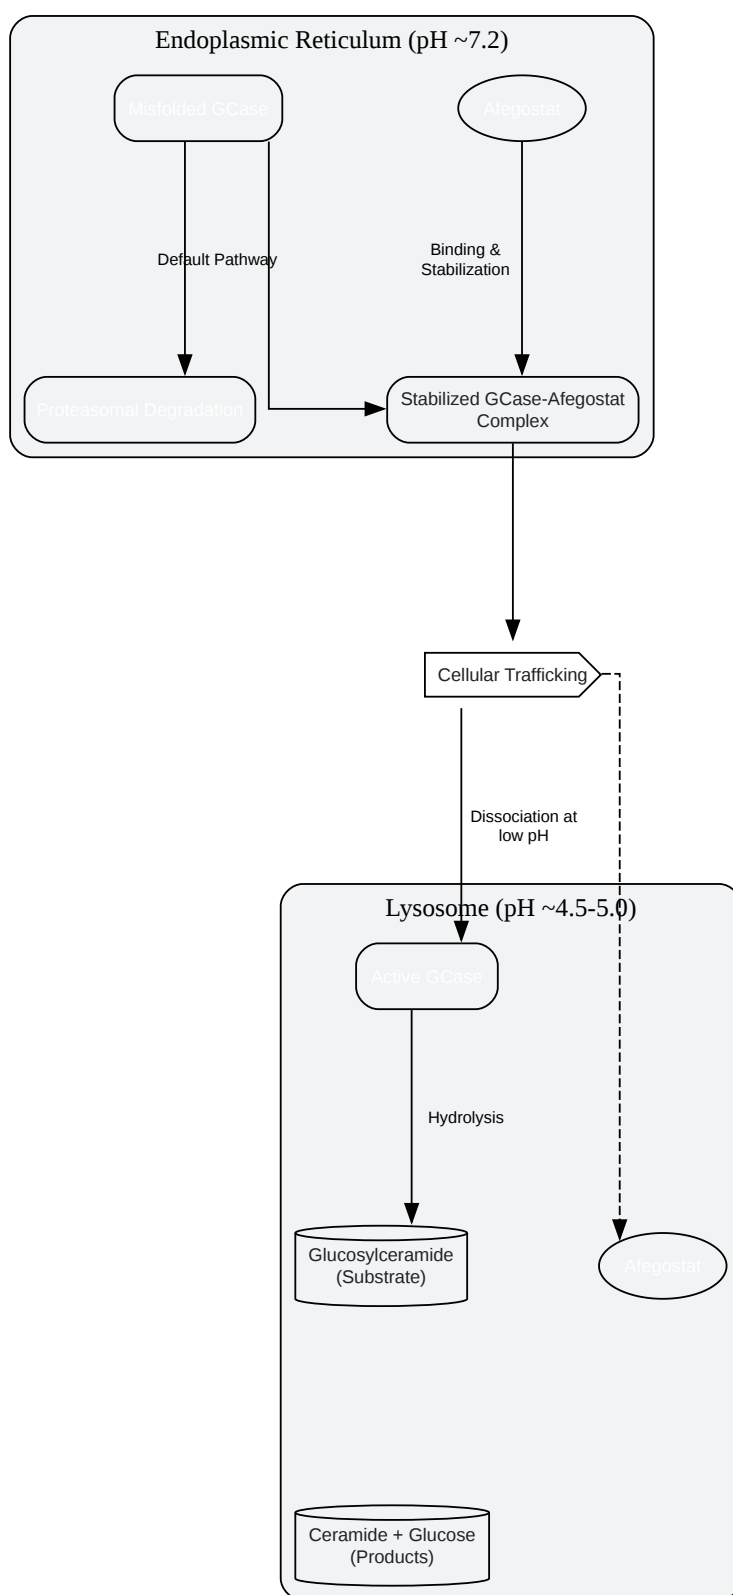 Endoplasmic Reticulum (pH ~7.2)
Misfolded GCase
Afegostat
Default Pathway
Binding &
Stabilization
Proteasomal Degradation
Stabilized GCase-Afegostat
Complex
Cellular Trafficking
Dissociation at
low pH
Lysosome (pH ~4.5-5.0)
Active GCase
Hydrolysis
Glucosylceramide
(Substrate)
Afegostat
Ceramide + Glucose
(Products)